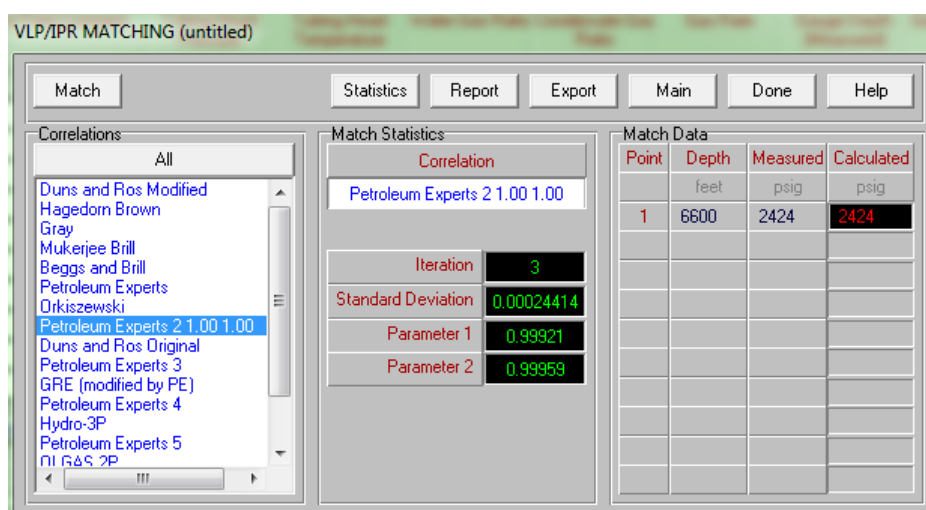 VLP/IPR MATCHING (untitled)
Match Statistics Report Export Main Done Help
Correlations
All
Duns and Ros Modified
Hagedorn Brown
Gray
Mukerjee Brill
Beggs and Brill
Petroleum Experts
Orkiszewski
Petroleum Experts 2 1.00 1.00
Duns and Ros Original
Petroleum Experts 3
GRE (modified by PE)
Petroleum Experts 4
Hydro-3P
Petroleum Experts 5
OLGAS 2P
Match Statistics
Correlation
Petroleum Experts 2 1.00 1.00
Iteration 3
Standard Deviation 0.00024414
Parameter 1 0.99921
Parameter 2 0.99959
Match Data
Point Depth Measured Calculated
feet psig psig
1 6600 2424 2424